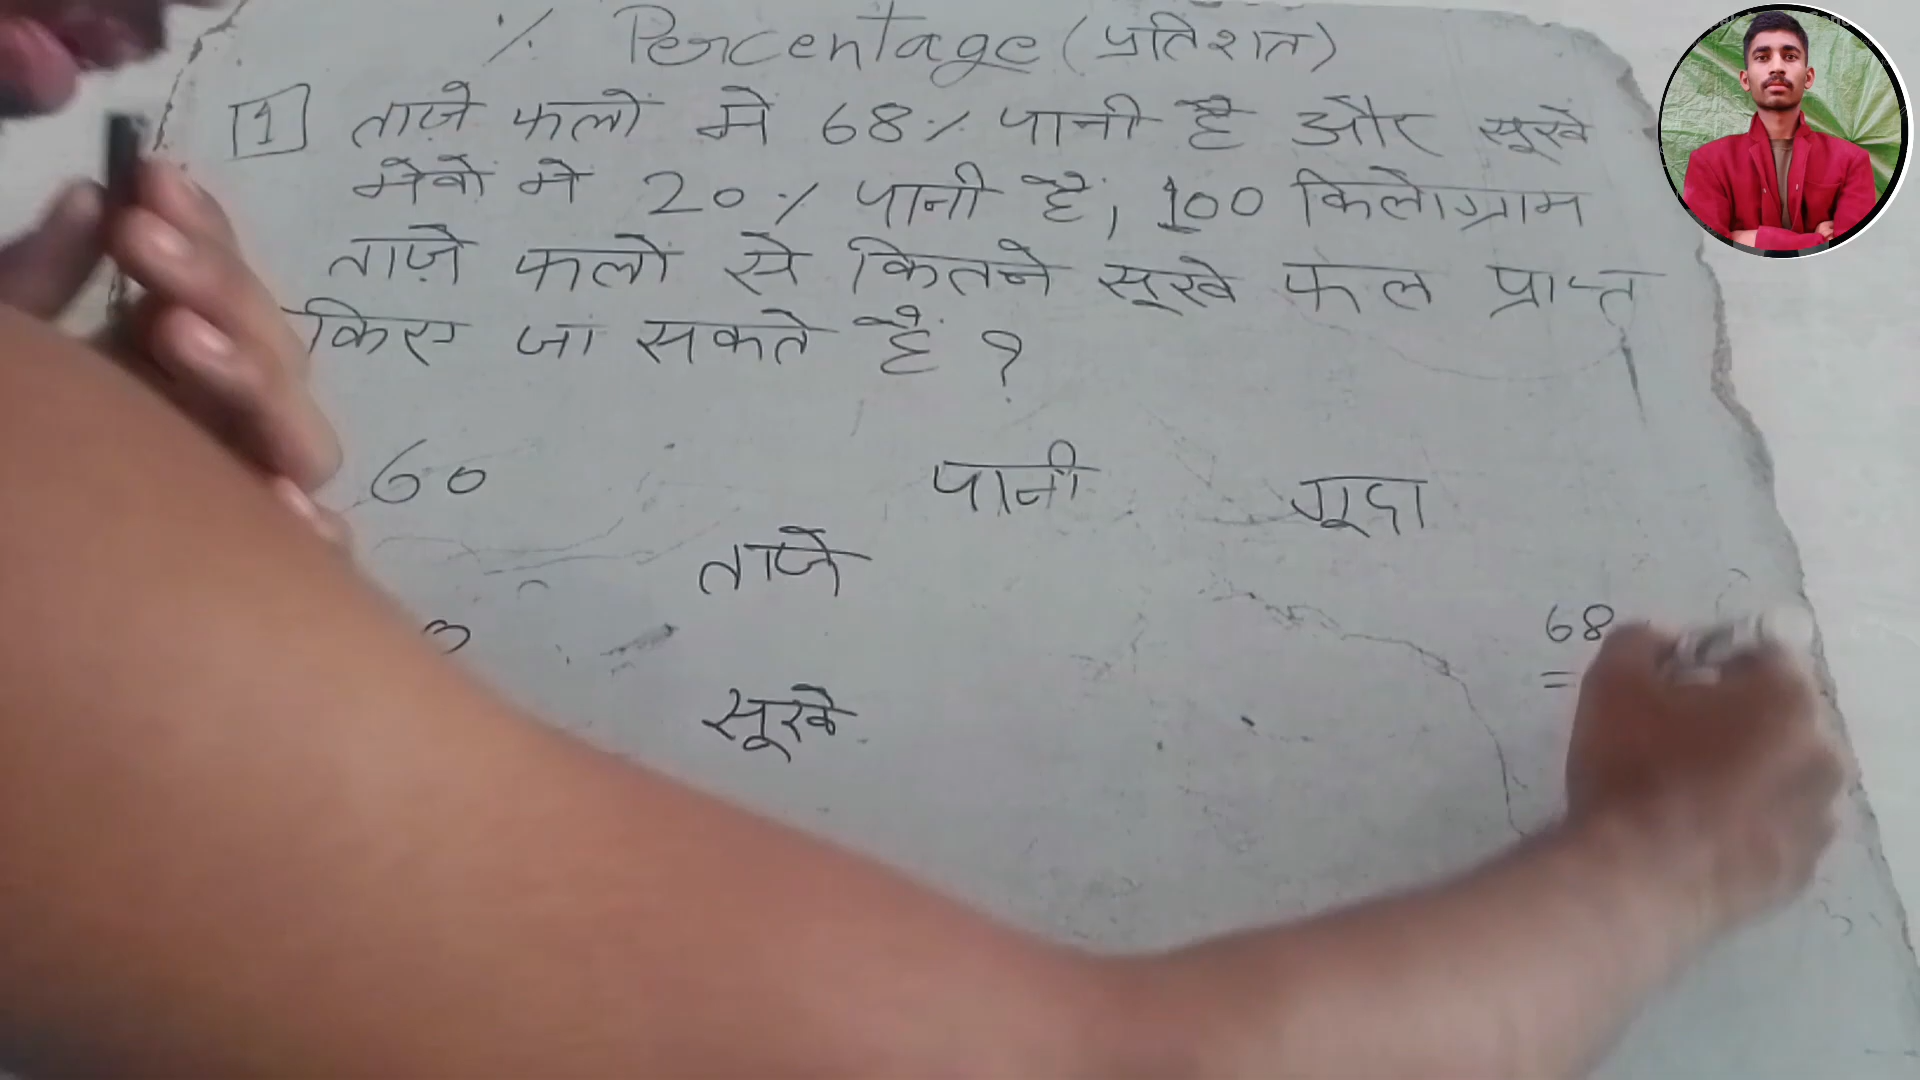 % Percentage (प्रतिशत)
1 ताज़े फलों में 68% पानी है और सूखे
मेवों में 20% पानी है, 100 किलोग्राम
ताज़े फलों से कितने सूखे फल प्राप्त
किए जा सकते हैं ?
60 पानी गूदा
ताजे
68
सूखे
=